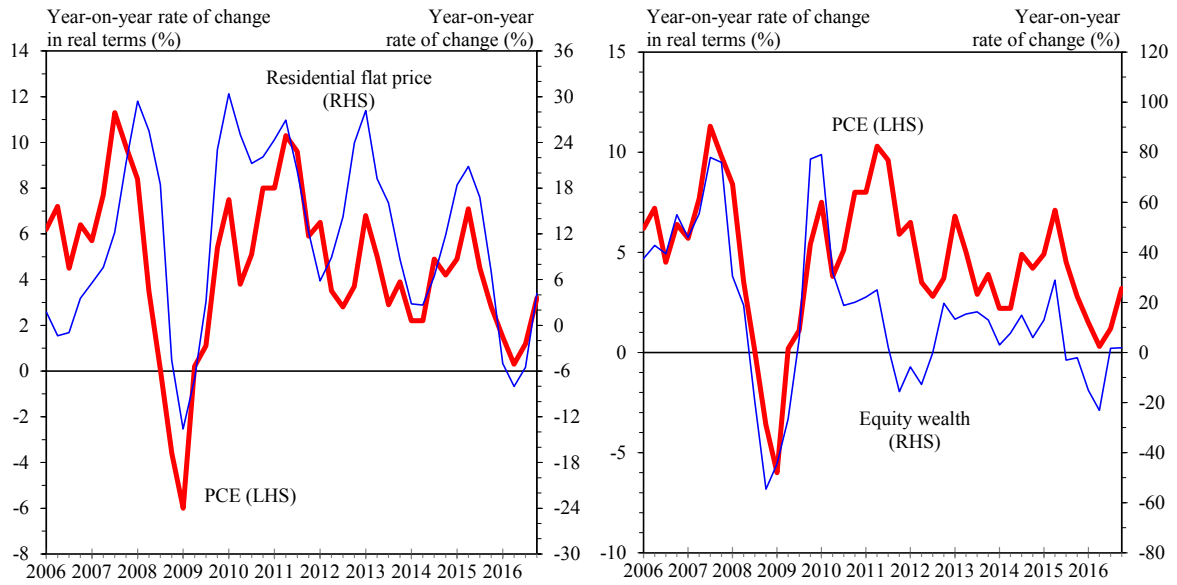 Year-on-year rate of change
in real terms (%)
Year-on-year
rate of change (%)
14
12
10
8
6
4
2
0
-2
-4
-6
-8
36
30
24
18
12
6
0
-6
-12
-18
-24
-30
Residential flat price
(RHS)
PCE (LHS)
2006 2007 2008 2009 2010 2011 2012 2013 2014 2015 2016
Year-on-year rate of change
in real terms (%)
Year-on-year
rate of change (%)
15
10
5
0
-5
-10
120
100
80
60
40
20
0
-20
-40
-60
-80
PCE (LHS)
Equity wealth
(RHS)
2006 2007 2008 2009 2010 2011 2012 2013 2014 2015 2016